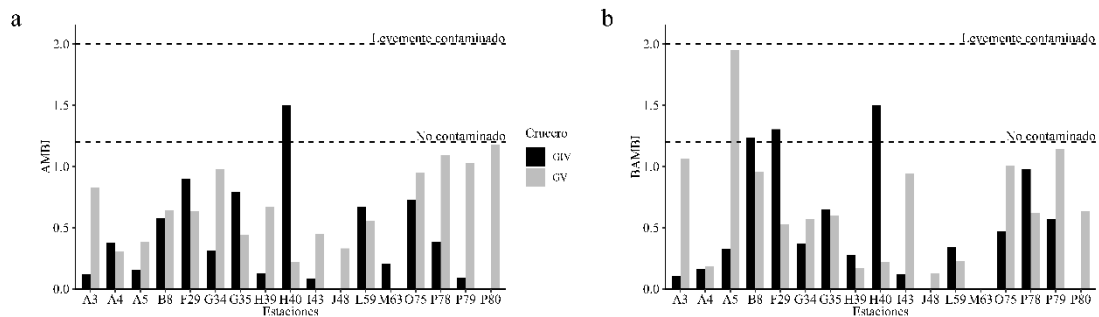 a
AMBI
2.0
1.5
1.0
0.5
0.0
Levemente contaminado
No contaminado
A3 A4 A5 B8 F29 G34 G35 H39 H40 I43 J48 L59 M63 O75 P78 P79 P80
Estaciones
Crucero
GIV
GV
b
BAMBI
2.0
1.5
1.0
0.5
0.0
Levemente contaminado
No contaminado
A3 A4 A5 B8 F29 G34 G35 H39 H40 I43 J48 L59 M63 O75 P78 P79 P80
Estaciones